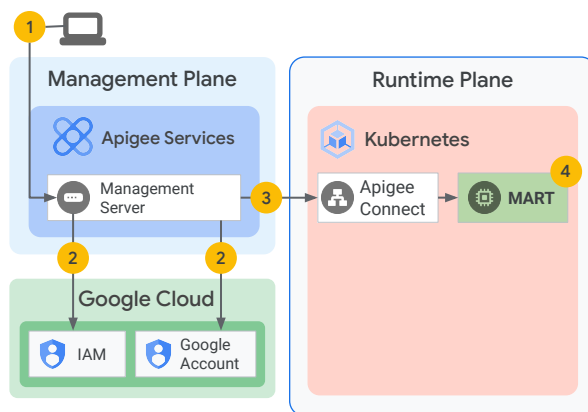 1
Management Plane
Apigee Services
Management
Server
2
2
Google Cloud
IAM
Google
Account
Runtime Plane
Kubernetes
3
Apigee
Connect
4
MART